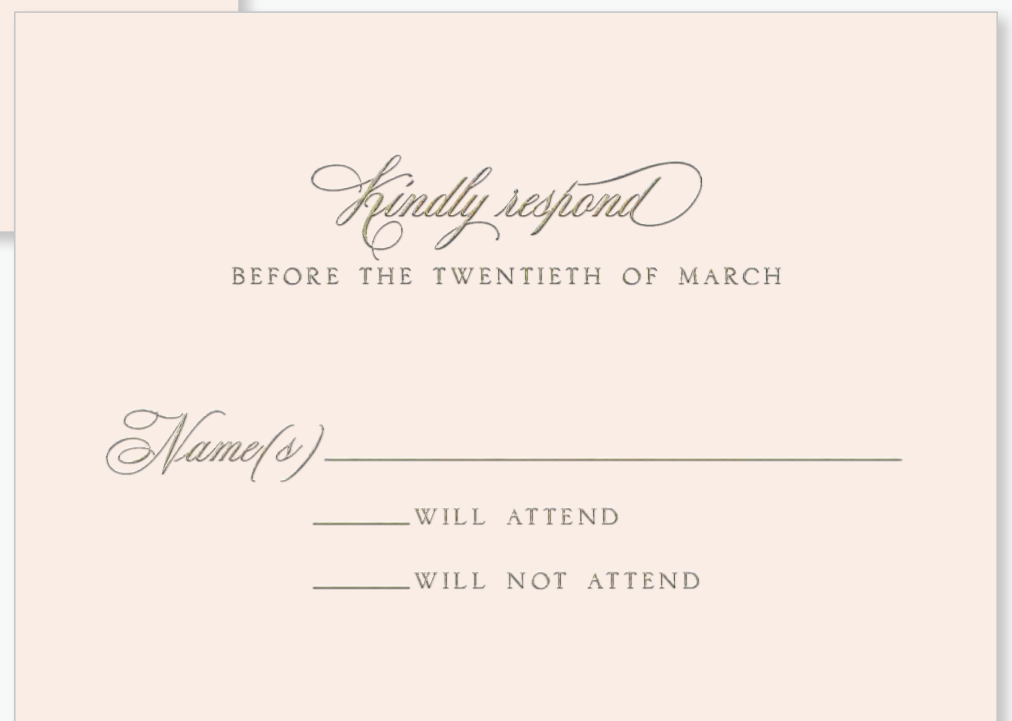 Kindly respond
BEFORE THE TWENTIETH OF MARCH
Name(s)
WILL ATTEND
WILL NOT ATTEND